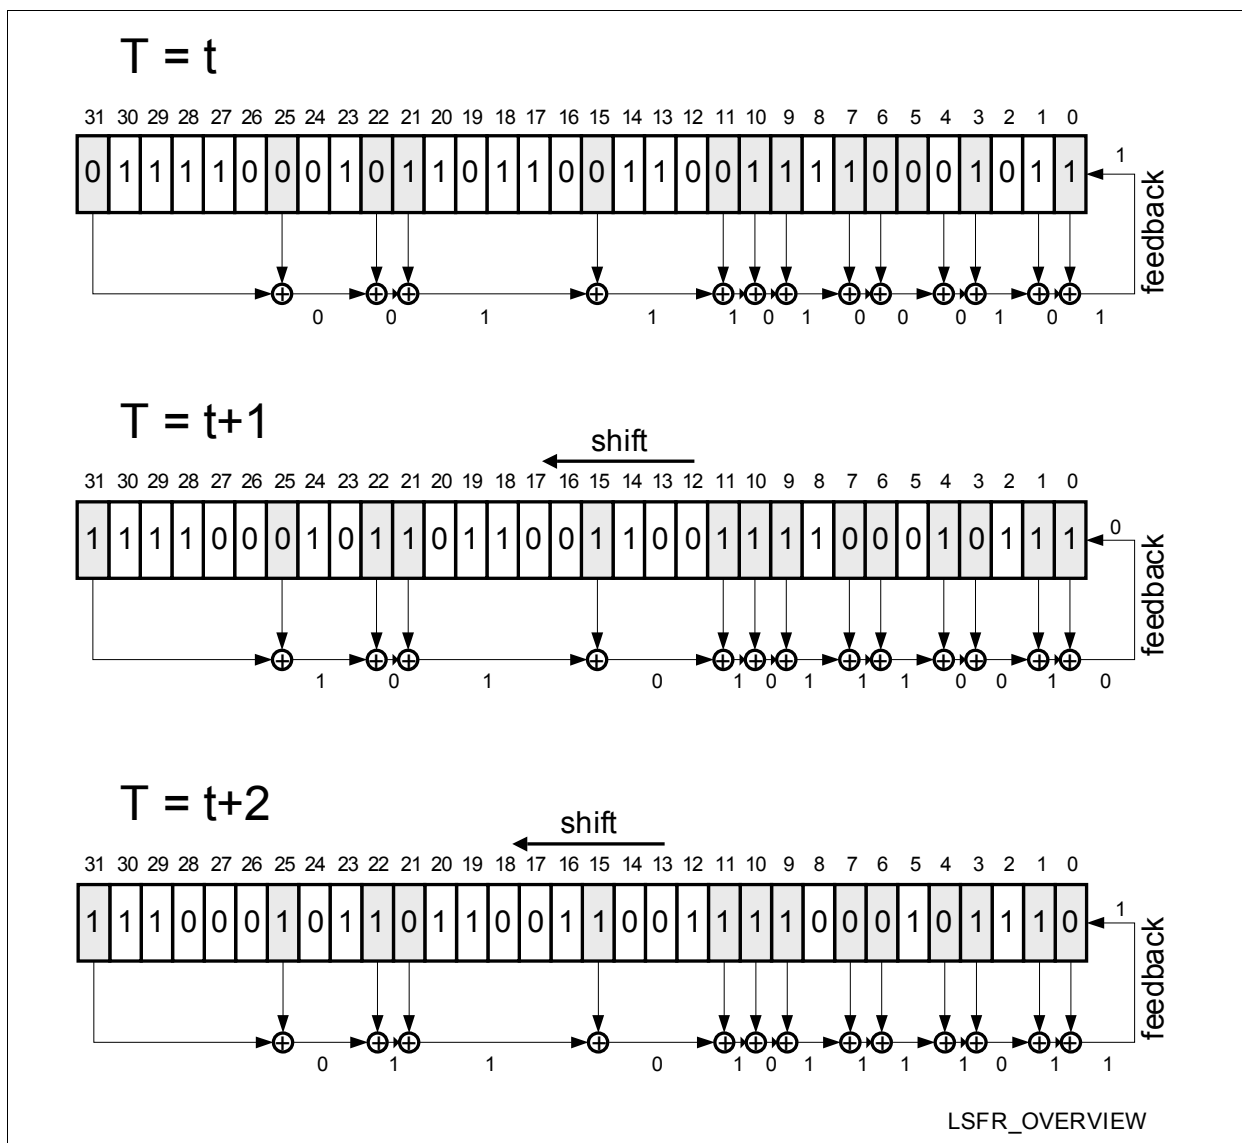 T = t
31 30 29 28 27 26 25 24 23 22 21 20 19 18 17 16 15 14 13 12 11 10 9 8 7 6 5 4 3 2 1 0
0 1 1 1 1 0 0 0 1 0 1 1 0 1 1 0 0 1 1 0 0 1 1 1 1 0 0 0 1 0 1 1
1
feedback
0 0 1 1 1 0 1 0 0 0 1 0 1
T = t+1
shift
31 30 29 28 27 26 25 24 23 22 21 20 19 18 17 16 15 14 13 12 11 10 9 8 7 6 5 4 3 2 1 0
1 1 1 1 0 0 0 1 0 1 1 0 1 1 0 0 1 1 0 0 1 1 1 1 0 0 0 1 0 1 1 1
0
feedback
1 0 1 0 1 0 1 1 1 0 0 1 0
T = t+2
shift
31 30 29 28 27 26 25 24 23 22 21 20 19 18 17 16 15 14 13 12 11 10 9 8 7 6 5 4 3 2 1 0
1 1 1 0 0 0 1 0 1 1 0 1 1 0 0 1 1 0 0 1 1 1 1 0 0 0 1 0 1 1 1 0
1
feedback
0 1 1 0 1 0 1 1 1 1 0 1 1
LSFR_OVERVIEW